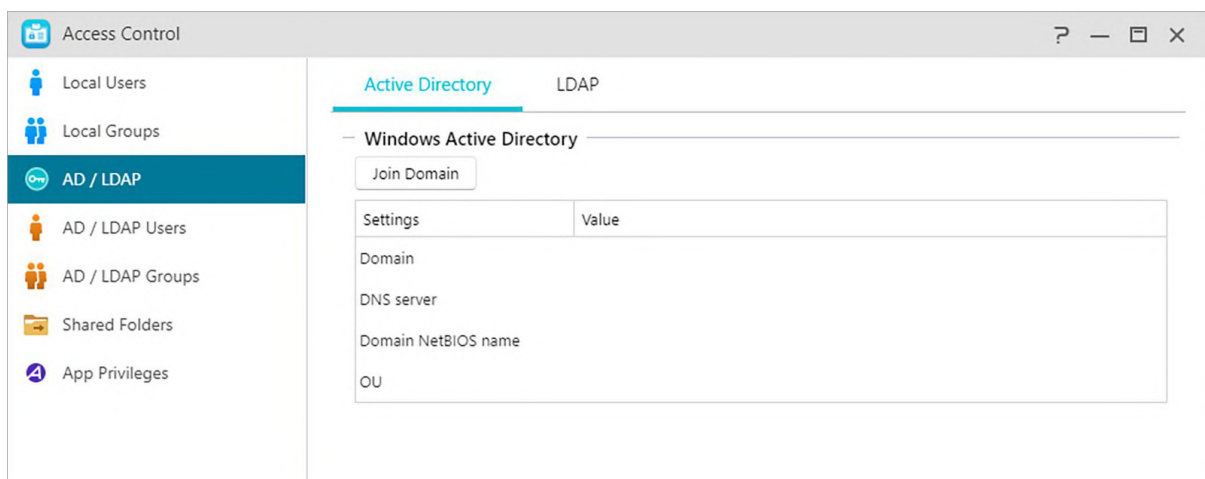 Access Control
Local Users
Local Groups
AD / LDAP
AD / LDAP Users
AD / LDAP Groups
Shared Folders
App Privileges
Active Directory LDAP
Windows Active Directory
Join Domain
Settings Value
Domain
DNS server
Domain NetBIOS name
OU